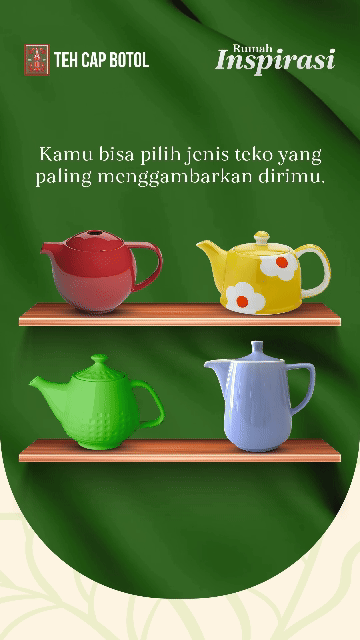 TEH CAP BOTOL
Rumah
Inspirasi
Kamu bisa pilih jenis teko yang
paling menggambarkan dirimu.